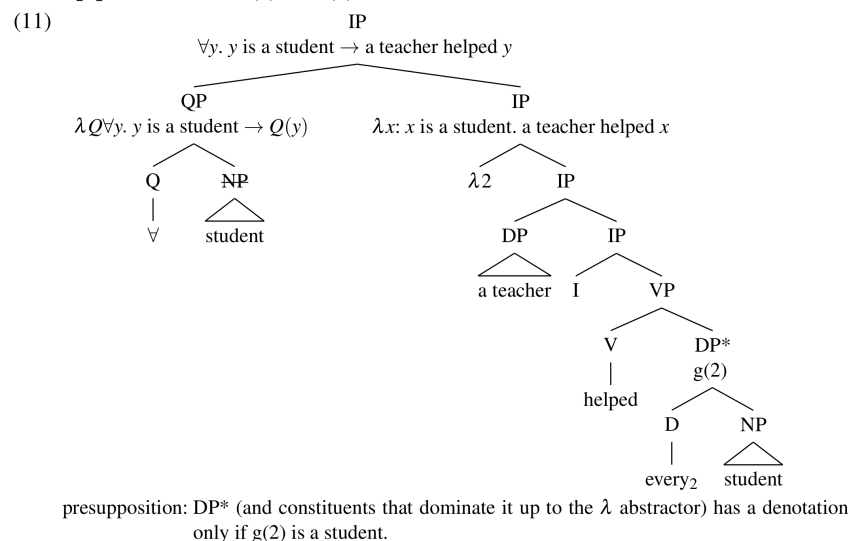 (11)
IP
∀y. y is a student → a teacher helped y
QP IP
λQ∀y. y is a student → Q(y) λx: x is a student. a teacher helped x
Q NP λ2 IP
∀ student DP IP
a teacher I VP
V DP*
g(2)
helped
D NP
every₂ student
presupposition: DP* (and constituents that dominate it up to the λ abstractor) has a denotation
only if g(2) is a student.